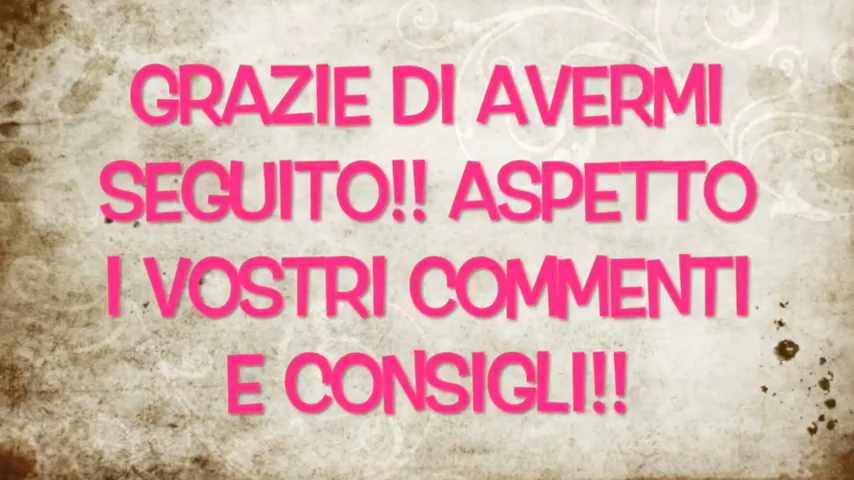 GRAZIE DI AVERMI
SEGUITO!! ASPETTO
I VOSTRI COMMENTI
E CONSIGLI!!